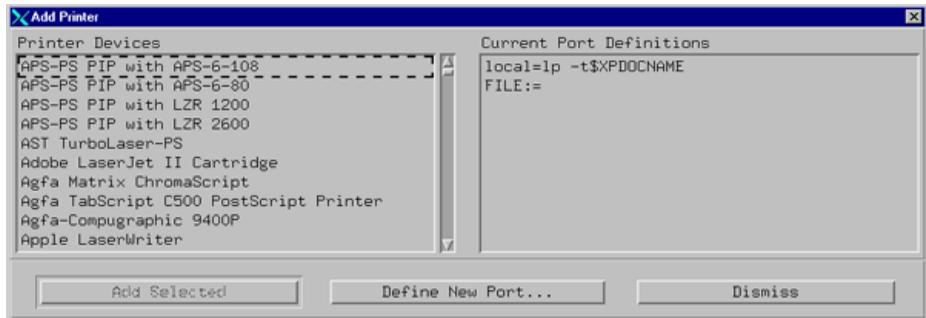 Add Printer
Printer Devices
APS-PS PIP with APS-6-108
APS-PS PIP with APS-6-80
APS-PS PIP with LZR 1200
APS-PS PIP with LZR 2600
AST TurboLaser-PS
Adobe LaserJet II Cartridge
Agfa Matrix ChromaScript
Agfa TabScript C500 PostScript Printer
Agfa-Compugraphic 9400P
Apple LaserWriter
Current Port Definitions
local=lp -t$XPDOCNAME
FILE:=
Add Selected
Define New Port...
Dismiss